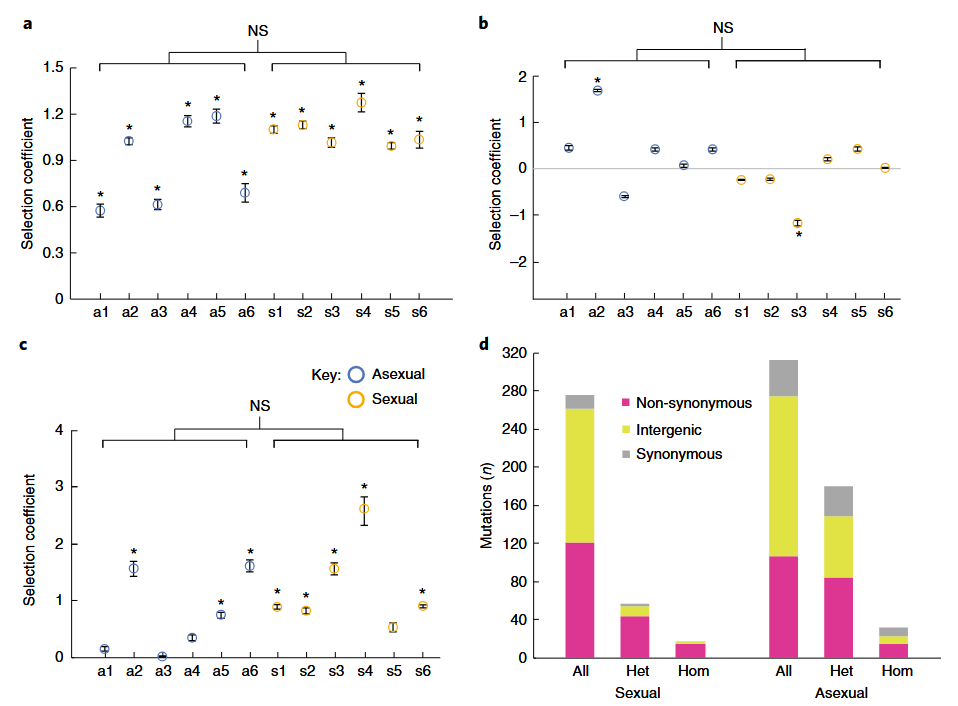 a
NS
Selection coefficient
1.5
1.2
0.9
0.6
0.3
0
* * * * * * * * * * * *
a1 a2 a3 a4 a5 a6 s1 s2 s3 s4 s5 s6
b
NS
Selection coefficient
2
1
0
−1
−2
*
*
a1 a2 a3 a4 a5 a6 s1 s2 s3 s4 s5 s6
c
Key: Asexual
Sexual
NS
Selection coefficient
4
3
2
1
0
* * * * * * * *
a1 a2 a3 a4 a5 a6 s1 s2 s3 s4 s5 s6
d
Mutations (n)
320
280
240
200
160
120
80
40
0
Non-synonymous
Intergenic
Synonymous
All Het Hom All Het Hom
Sexual Asexual